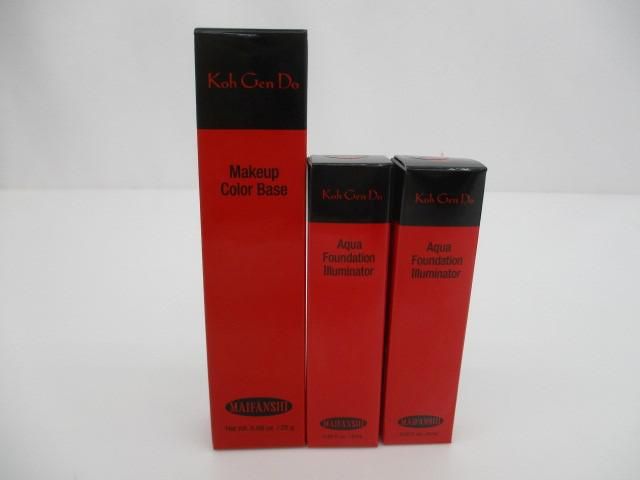 Koh Gen Do
Makeup
Color Base
MAIFANSHI
Koh Gen Do
Aqua
Foundation
Illuminator
MAIFANSHI
Koh Gen Do
Aqua
Foundation
Illuminator
MAIFANSHI